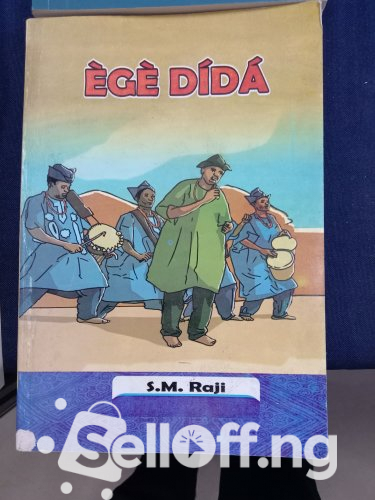 ÈGÈ DÍDÁ
S.M. Raji
SellOff.ng